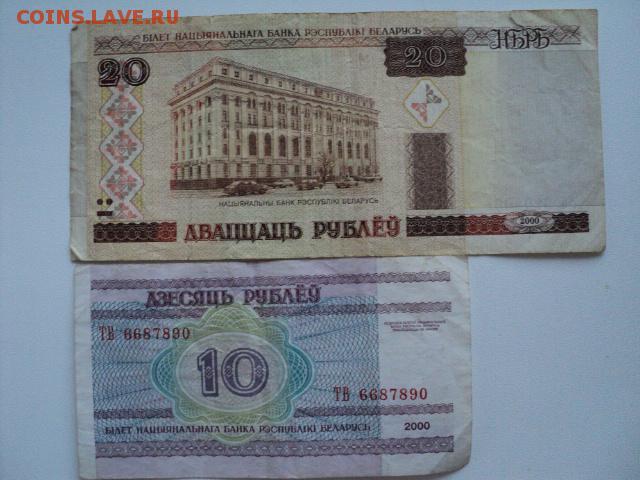 COINS.LAVE.RU
БІЛЕТ НАЦЫЯНАЛЬНАГА БАНКА РЭСПУБЛІКІ БЕЛАРУСЬ
20
20
НБРБ
НАЦЫЯНАЛЬНЫ БАНК РЭСПУБЛІКІ БЕЛАРУСЬ
ДВАЦЦАЦЬ РУБЛЁЎ
2000
ДЗЕСЯЦЬ РУБЛЁЎ
ТВ 6687890
10
ТВ 6687890
БІЛЕТ НАЦЫЯНАЛЬНАГА БАНКА РЭСПУБЛІКІ БЕЛАРУСЬ
2000